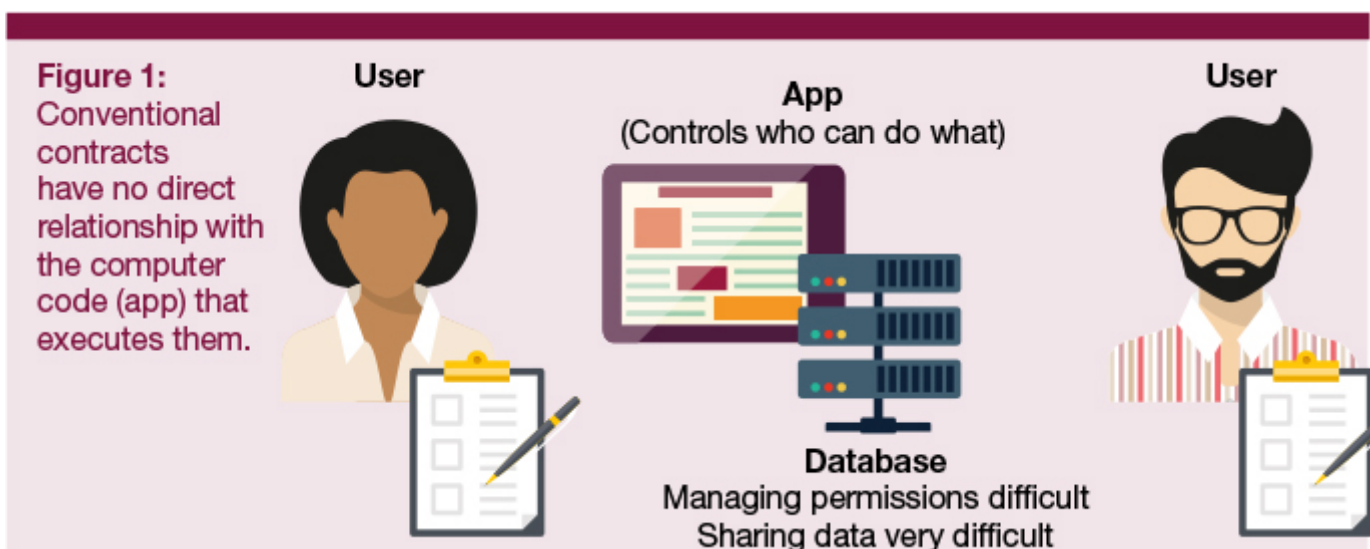 Figure 1:
Conventional
contracts
have no direct
relationship with
the computer
code (app) that
executes them.
User
App
(Controls who can do what)
User
Database
Managing permissions difficult
Sharing data very difficult